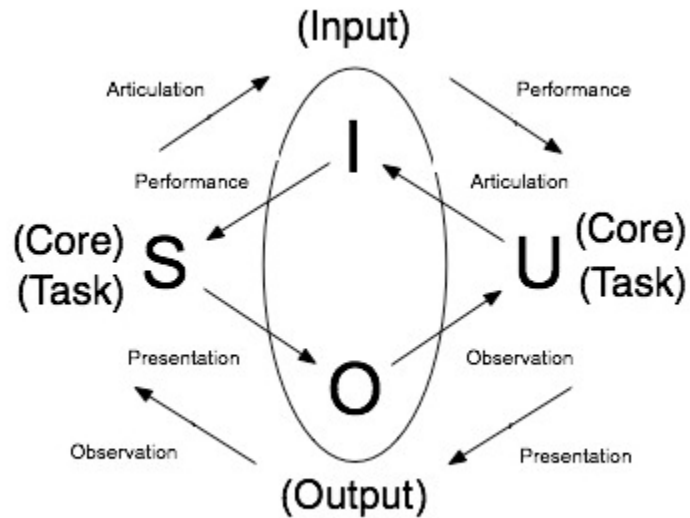 (Input)
Articulation
Performance
I
Performance
Articulation
(Core)
(Task)
S
U
(Core)
(Task)
Presentation
O
Observation
Observation
Presentation
(Output)